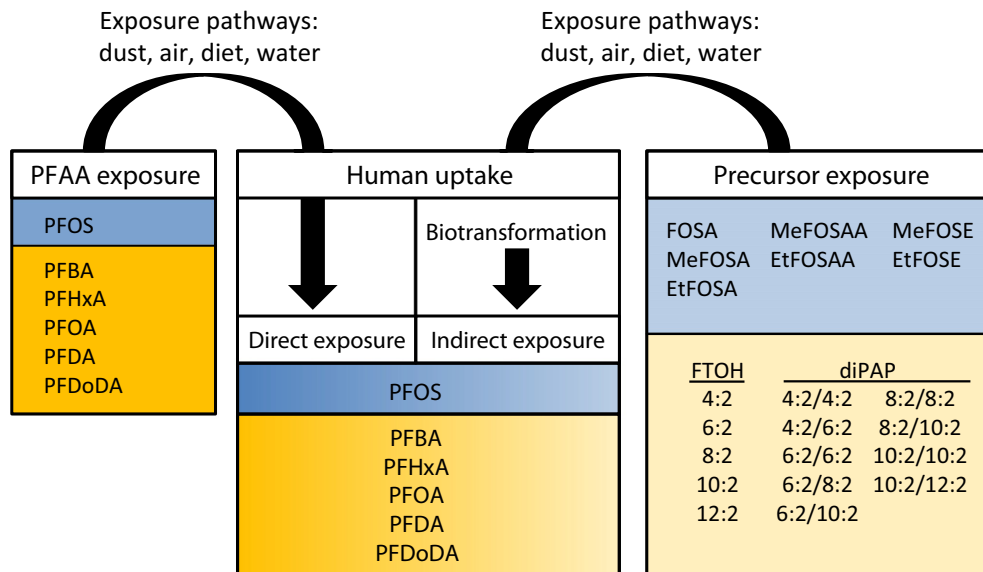 Exposure pathways:
dust, air, diet, water
Exposure pathways:
dust, air, diet, water
PFAA exposure
PFOS
PFBA
PFHxA
PFOA
PFDA
PFDoDA
Human uptake
Biotransformation
Direct exposure
Indirect exposure
PFOS
PFBA
PFHxA
PFOA
PFDA
PFDoDA
Precursor exposure
FOSA MeFOSAA MeFOSE
MeFOSA EtFOSAA EtFOSE
EtFOSA
FTOH diPAP
4:2 4:2/4:2 8:2/8:2
6:2 4:2/6:2 8:2/10:2
8:2 6:2/6:2 10:2/10:2
10:2 6:2/8:2 10:2/12:2
12:2 6:2/10:2